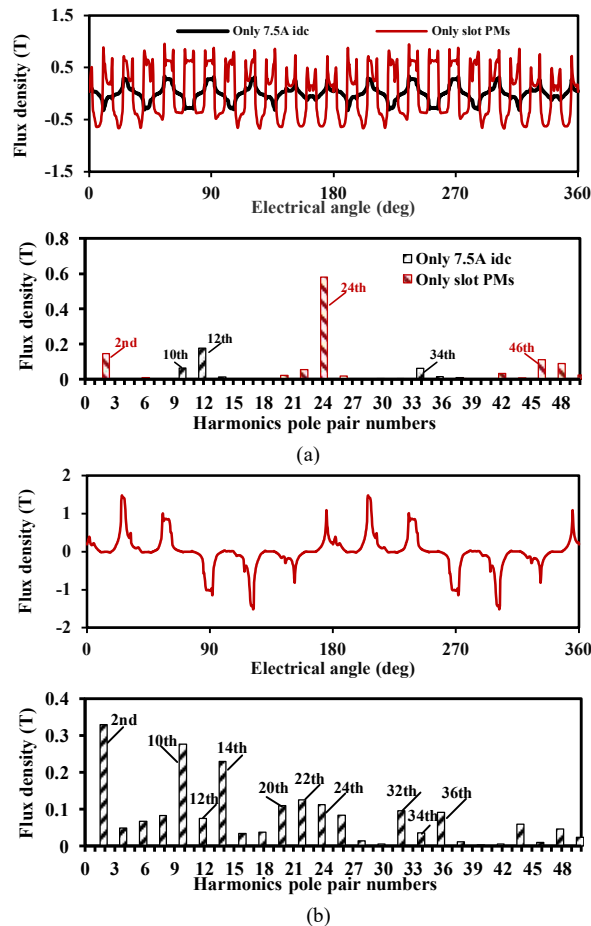 1.5
Only 7.5A idc
Only slot PMs
0.5
-0.5
-1.5
Flux density (T)
0 90 180 270 360
Electrical angle (deg)
0.8
Only 7.5A idc
Only slot PMs
0.6
24th
0.4
12th
2nd
0.2
10th
34th
46th
0
Flux density (T)
0 3 6 9 12 15 18 21 24 27 30 33 36 39 42 45 48
Harmonics pole pair numbers
(a)
2
1
0
-1
-2
Flux density (T)
0 90 180 270 360
Electrical angle (deg)
0.4
2nd
0.3
10th
14th
0.2
12th
20th
22th
24th
32th
36th
0.1
34th
0
Flux density (T)
0 3 6 9 12 15 18 21 24 27 30 33 36 39 42 45 48
Harmonics pole pair numbers
(b)